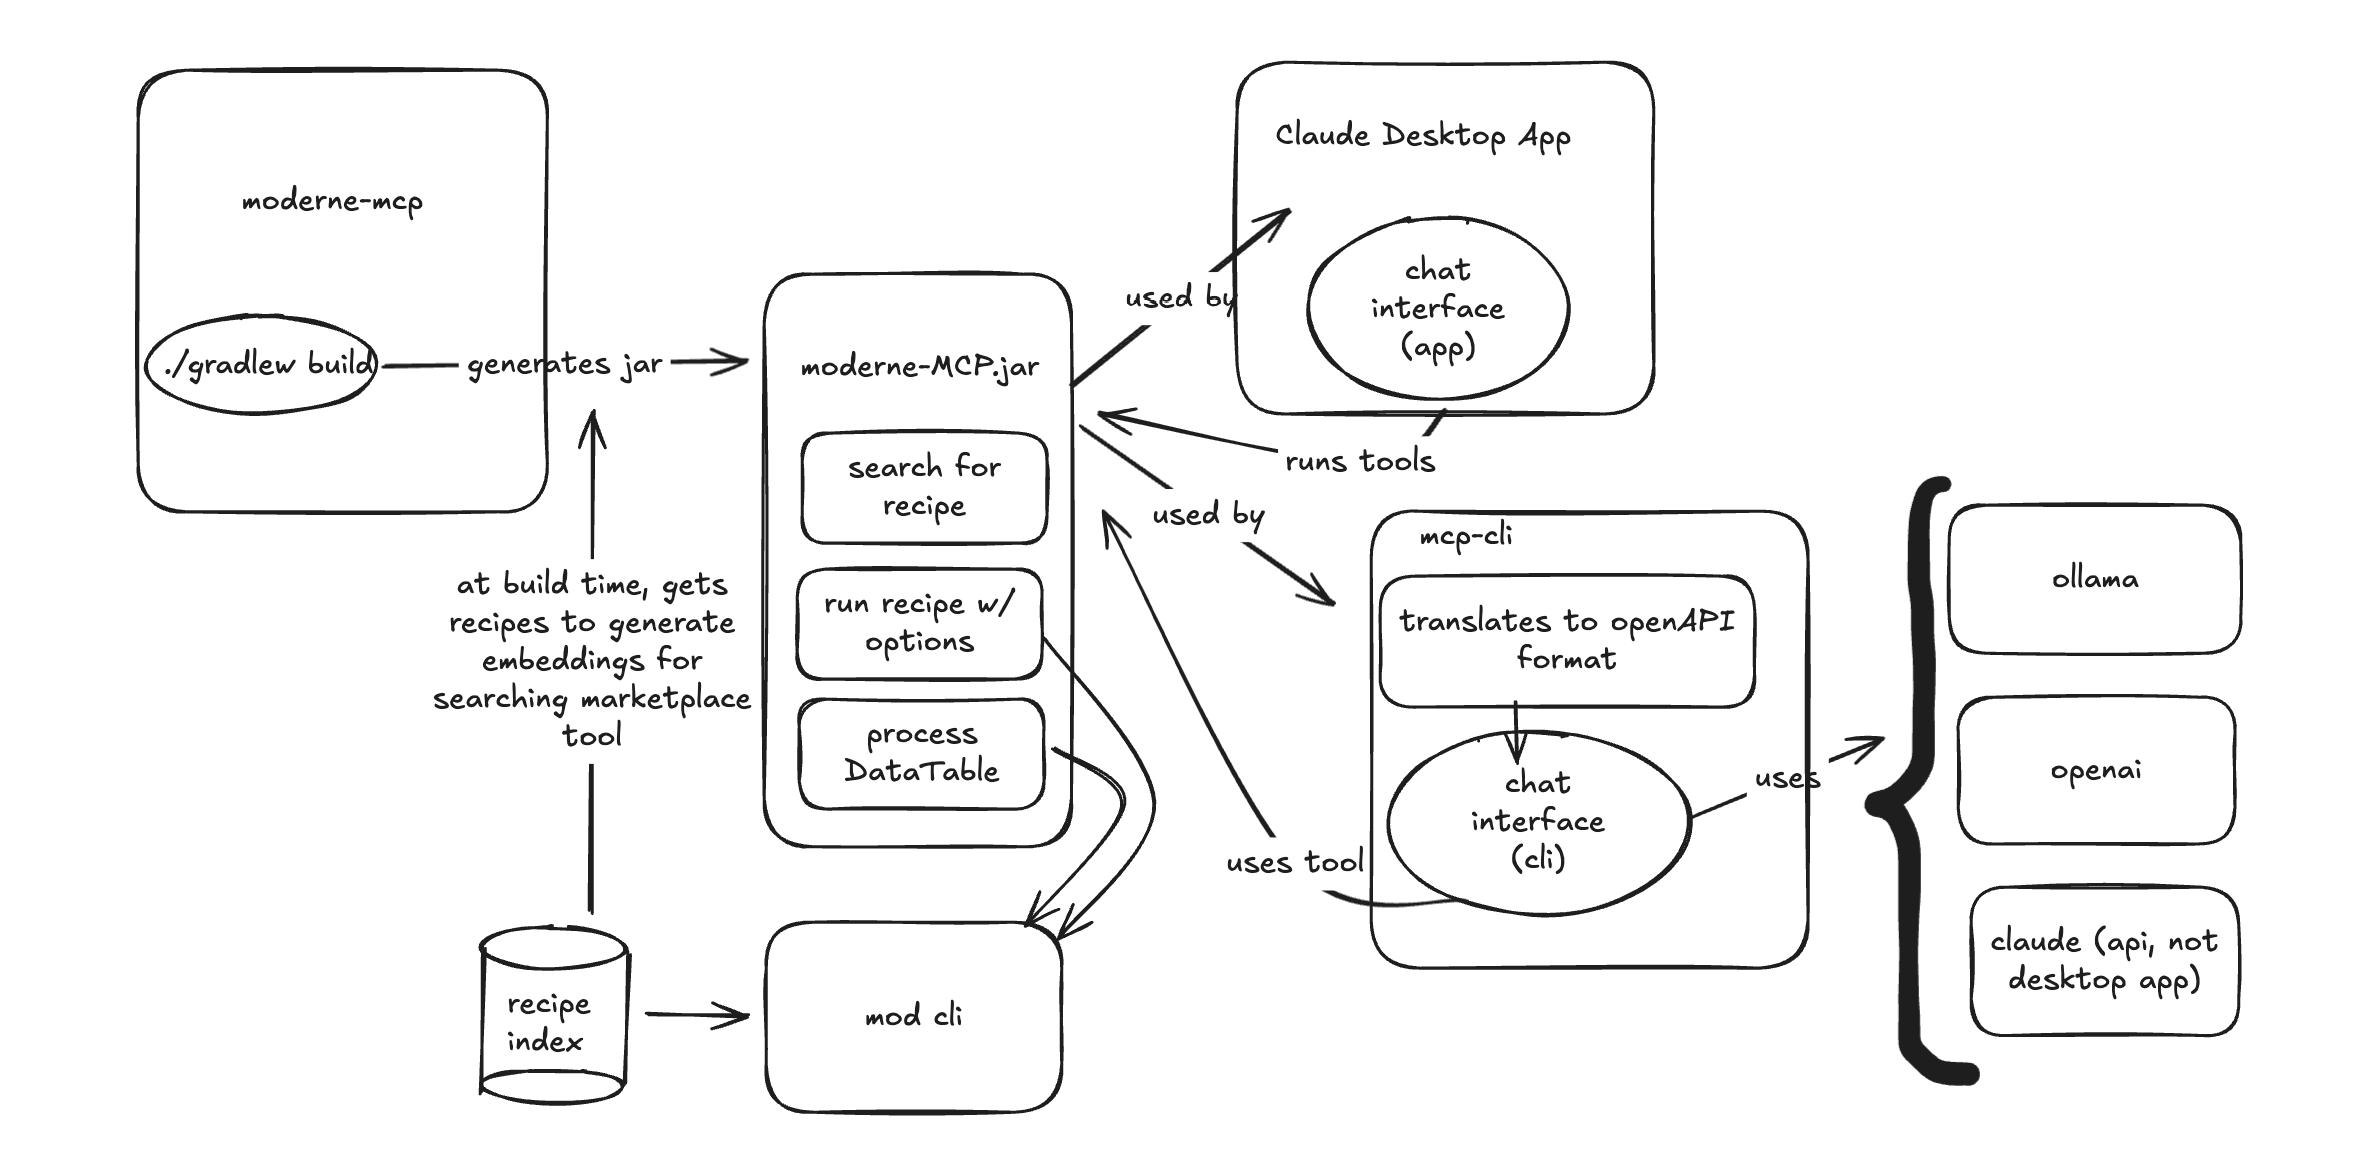 moderne-mcp
./gradlew build
generates jar
at build time, gets
recipes to generate
embeddings for
searching marketplace
tool
recipe
index
moderne-MCP.jar
search for
recipe
run recipe w/
options
process
DataTable
mod cli
used by
Claude Desktop App
chat
interface
(app)
runs tools
used by
mcp-cli
translates to openAPI
format
chat
interface
(cli)
uses tool
uses
ollama
openai
claude (api, not
desktop app)